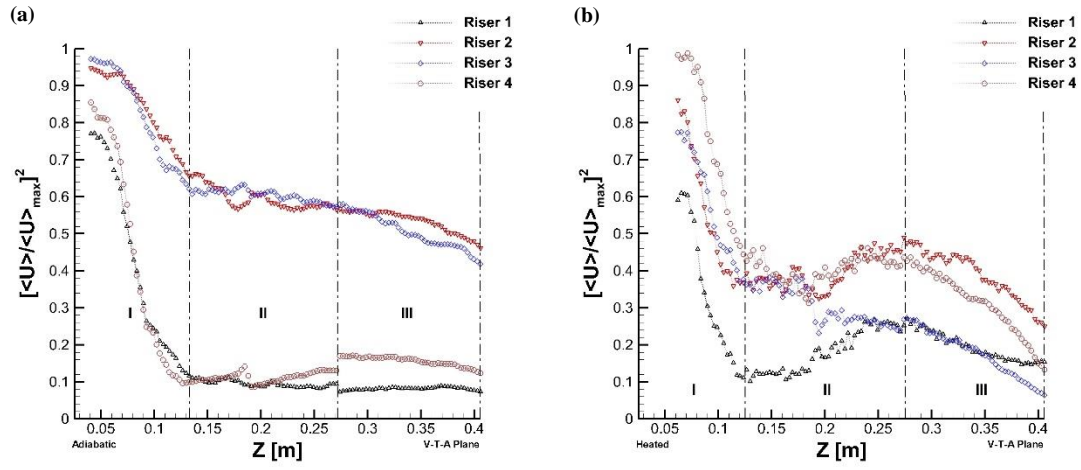 (a)
Riser 1
Riser 2
Riser 3
Riser 4
[<U>/<U>max]2
1
0.9
0.8
0.7
0.6
0.5
0.4
0.3
0.2
0.1
0
I
II
III
0.05 0.1 0.15 0.2 0.25 0.3 0.35 0.4
Adiabatic
Z [m]
V-T-A Plane
(b)
Riser 1
Riser 2
Riser 3
Riser 4
[<U>/<U>max]2
1
0.9
0.8
0.7
0.6
0.5
0.4
0.3
0.2
0.1
0
I
II
III
0.05 0.1 0.15 0.2 0.25 0.3 0.35 0.4
Heated
Z [m]
V-T-A Plane